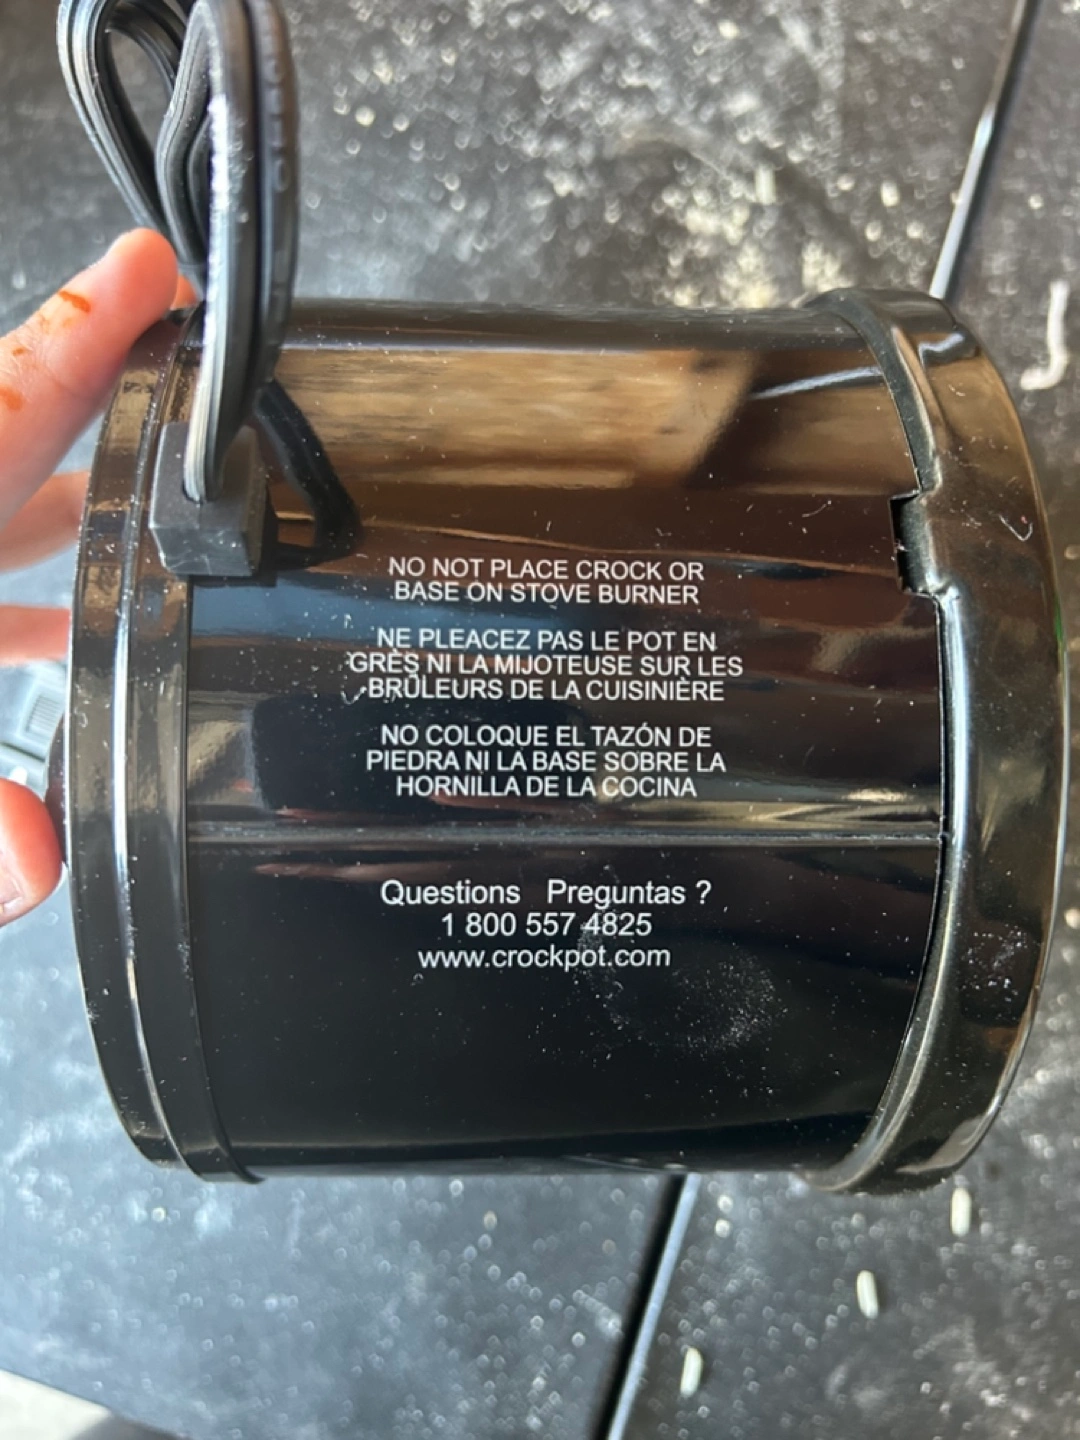 NO NOT PLACE CROCK OR
BASE ON STOVE BURNER
NE PLEACEZ PAS LE POT EN
GRÈS NI LA MIJOTEUSE SUR LES
BRÛLEURS DE LA CUISINIÈRE
NO COLOQUE EL TAZÓN DE
PIEDRA NI LA BASE SOBRE LA
HORNILLA DE LA COCINA
Questions Preguntas ?
1 800 557 4825
www.crockpot.com